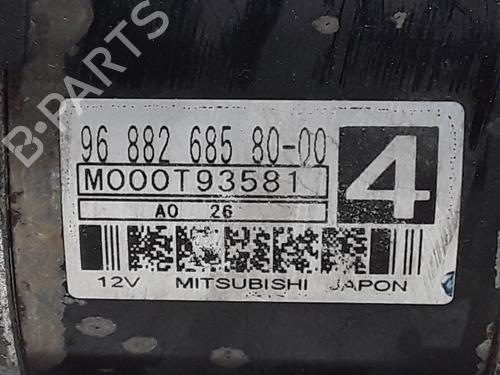 B-PARTS
96 882 685 80-00
M000T93581
4
A0 26
12V MITSUBISHI JAPON